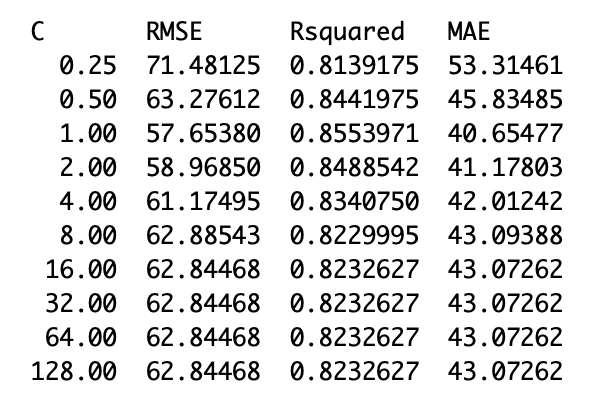 C RMSE Rsquared MAE
0.25 71.48125 0.8139175 53.31461
0.50 63.27612 0.8441975 45.83485
1.00 57.65380 0.8553971 40.65477
2.00 58.96850 0.8488542 41.17803
4.00 61.17495 0.8340750 42.01242
8.00 62.88543 0.8229995 43.09388
16.00 62.84468 0.8232627 43.07262
32.00 62.84468 0.8232627 43.07262
64.00 62.84468 0.8232627 43.07262
128.00 62.84468 0.8232627 43.07262